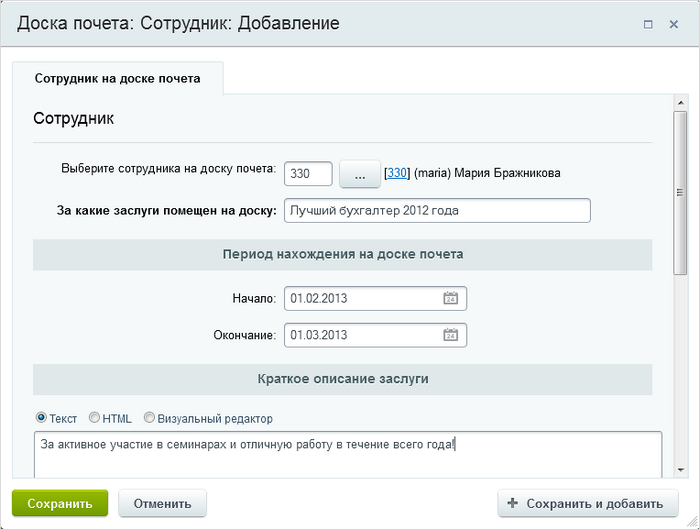 Доска почета: Сотрудник: Добавление
Сотрудник на доске почета
Сотрудник
Выберите сотрудника на доску почета: 330 ... [330] (maria) Мария Бражникова
За какие заслуги помещен на доску: Лучший бухгалтер 2012 года
Период нахождения на доске почета
Начало: 01.02.2013 24
Окончание: 01.03.2013 24
Краткое описание заслуги
Текст HTML Визуальный редактор
За активное участие в семинарах и отличную работу в течение всего года!
Сохранить Отменить + Сохранить и добавить